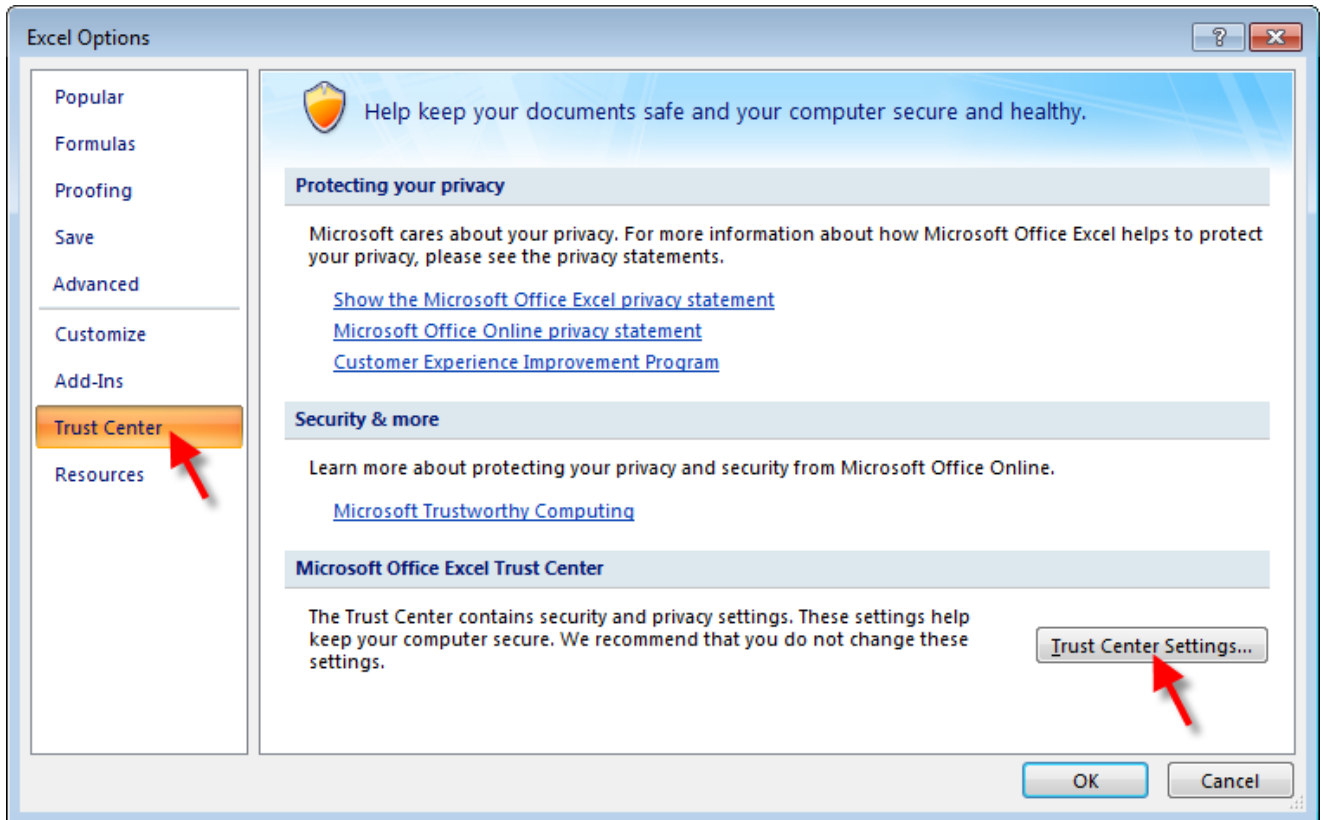 Excel Options
Popular
Formulas
Proofing
Save
Advanced
Customize
Add-Ins
Trust Center
Resources
Help keep your documents safe and your computer secure and healthy.
Protecting your privacy
Microsoft cares about your privacy. For more information about how Microsoft Office Excel helps to protect
your privacy, please see the privacy statements.
Show the Microsoft Office Excel privacy statement
Microsoft Office Online privacy statement
Customer Experience Improvement Program
Security & more
Learn more about protecting your privacy and security from Microsoft Office Online.
Microsoft Trustworthy Computing
Microsoft Office Excel Trust Center
The Trust Center contains security and privacy settings. These settings help
keep your computer secure. We recommend that you do not change these
settings.
Trust Center Settings...
OK
Cancel